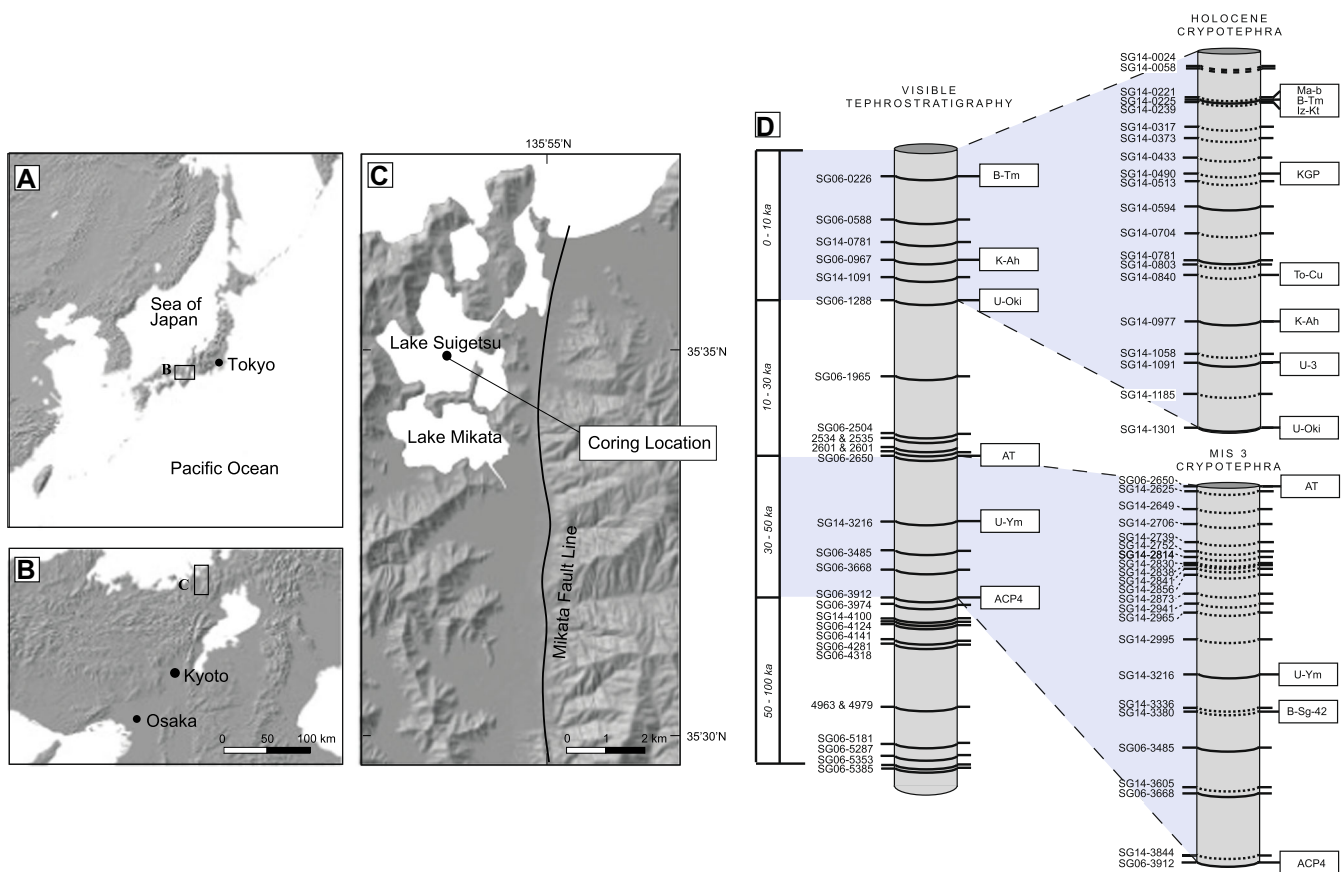 A
Sea of
Japan
B
Tokyo
Pacific Ocean
B
C
Kyoto
Osaka
0 50 100 km
C
135'55'N
35'35'N
Lake Suigetsu
Coring Location
Lake Mikata
Mikata Fault Line
0 1 2 km
35'30'N
D
VISIBLE
TEPHROSTRATIGRAPHY
0 - 10 ka
10 - 30 ka
30 - 50 ka
50 - 100 ka
SG06-0226
B-Tm
SG06-0588
SG14-0781
SG06-0967
K-Ah
SG14-1091
SG06-1288
U-Oki
SG06-1965
SG06-2504
2534 & 2535
2601 & 2601
SG06-2650
AT
SG14-3216
U-Ym
SG06-3485
SG06-3668
SG06-3912
ACP4
SG06-3974
SG14-4100
SG06-4124
SG06-4141
SG06-4281
SG06-4318
4963 & 4979
SG06-5181
SG06-5287
SG06-5353
SG06-5385
HOLOCENE
CRYPOTEPHRA
SG14-0024
SG14-0058
SG14-0221
Ma-b
SG14-0225
B-Tm
SG14-0239
Iz-Kt
SG14-0317
SG14-0373
SG14-0433
SG14-0490
KGP
SG14-0513
SG14-0594
SG14-0704
SG14-0781
SG14-0803
SG14-0840
To-Cu
SG14-0977
K-Ah
SG14-1058
SG14-1091
U-3
SG14-1185
SG14-1301
U-Oki
MIS 3
CRYPOTEPHRA
SG06-2650
AT
SG14-2625
SG14-2649
SG14-2706
SG14-2739
SG14-2752
SG14-2814
SG14-2830
SG14-2838
SG14-2841
SG14-2856
SG14-2873
SG14-2941
SG14-2965
SG14-2995
SG14-3216
U-Ym
SG14-3336
SG14-3380
B-Sg-42
SG06-3485
SG14-3605
SG06-3668
SG14-3844
SG06-3912
ACP4